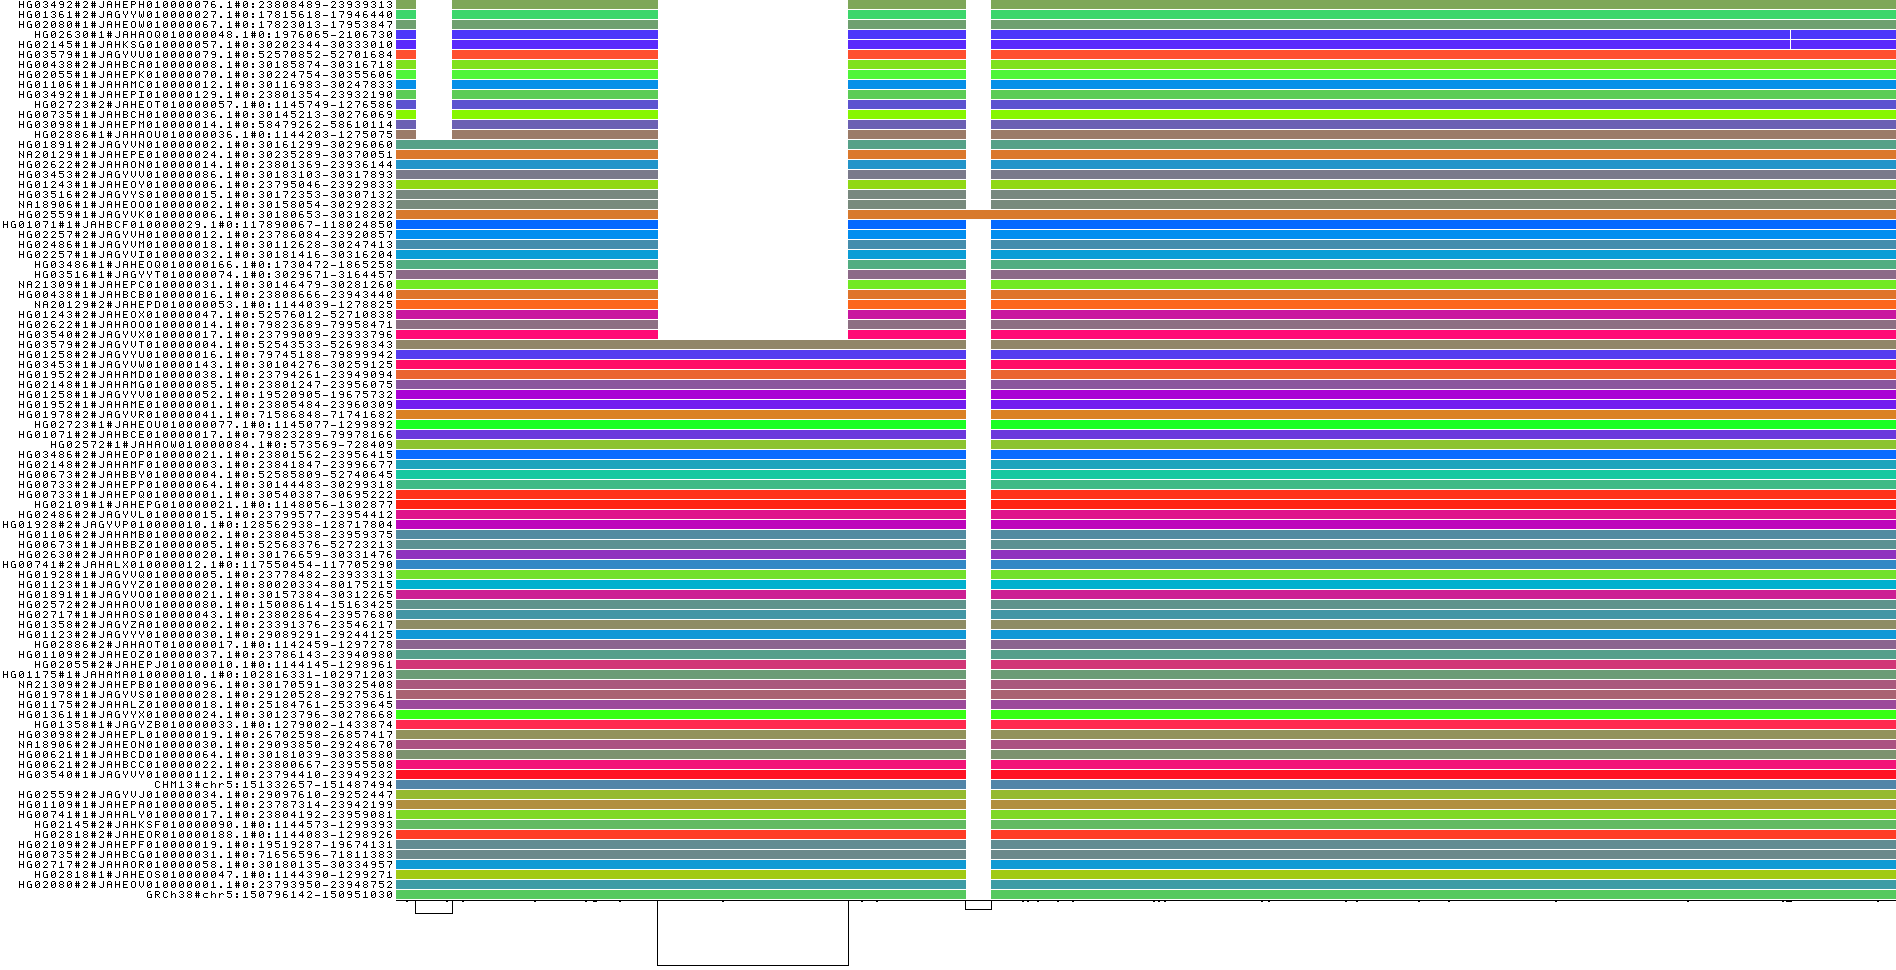 HG03492#2#JAHEPH010000076.1#0:23808489-23939313
HG01361#2#JAGYYW010000027.1#0:17815618-17946440
HG02080#1#JAHEOW010000067.1#0:17823013-17953847
HG02630#1#JAHAOQ010000048.1#0:1976065-2106730
HG02145#1#JAHKSG010000057.1#0:30202344-30333010
HG03579#1#JAGYVU010000079.1#0:52570852-52701684
HG00438#2#JAHBCA010000008.1#0:30185874-30316718
HG02055#1#JAHEPK010000070.1#0:30224754-30355606
HG01106#1#JAHAMC010000012.1#0:30116983-30247833
HG03492#1#JAHEPI010000129.1#0:23801354-23932190
HG02723#2#JAHEOT010000057.1#0:1145749-1276586
HG00735#1#JAHBCH010000036.1#0:30145213-30276069
HG03098#1#JAHEPM010000014.1#0:58479262-58610114
HG02886#1#JAHAOU010000036.1#0:1144203-1275075
HG01891#1#JAGYVN010000002.1#0:30161299-30296060
NA20129#1#JAHEPE010000024.1#0:30235289-30370051
HG02622#2#JAHAON010000014.1#0:23801369-23936144
HG03453#2#JAGYVV010000086.1#0:30183103-30317893
HG01243#1#JAHEOY010000006.1#0:23795046-23929833
HG03516#2#JAGYYS010000015.1#0:30172353-30307132
NA18906#1#JAHEOO010000002.1#0:30158054-30292832
HG02559#1#JAGYVK010000006.1#0:30180653-30318202
HG01071#1#JAHBCF010000029.1#0:117890067-118024850
HG02257#2#JAGYVH010000012.1#0:23786084-23920857
HG02486#1#JAGYVM010000018.1#0:30112628-30247413
HG02257#1#JAGYVI010000032.1#0:30181416-30316204
HG03486#1#JAHEOQ010000166.1#0:1730472-1865258
HG03516#1#JAGYYT010000074.1#0:3029671-3164457
NA21309#1#JAHEPC010000031.1#0:30146479-30281260
HG00438#1#JAHBCB010000016.1#0:23808666-23943440
NA20129#2#JAHEPD010000053.1#0:1144039-1278825
HG01243#2#JAHEOX010000047.1#0:52576012-52710838
HG02622#1#JAHAOO010000014.1#0:79823689-79958471
HG03540#2#JAGYVX010000017.1#0:23799009-23933796
HG03579#2#JAGYVT010000004.1#0:52543533-52698343
HG01258#1#JAGYYU010000016.1#0:79745188-79899942
HG03453#1#JAGYVW010000143.1#0:30104276-30259125
HG01952#2#JAHAMD010000038.1#0:23794261-23949094
HG02148#1#JAHAMG010000085.1#0:23801247-23956075
HG01258#2#JAGYYV010000052.1#0:19520905-19675732
HG01952#1#JAHAME010000001.1#0:23805484-23960309
HG01978#2#JAGYVR010000041.1#0:71586848-71741682
HG02723#1#JAHEOU010000077.1#0:1145077-1299892
HG01071#2#JAHBCE010000017.1#0:79823289-79978166
HG02572#1#JAHAOW010000084.1#0:573569-728409
HG03486#2#JAHEOP010000021.1#0:23801562-23956415
HG02148#2#JAHAMF010000003.1#0:23841847-23996677
HG00673#2#JAHBBY010000004.1#0:52585809-52740645
HG00733#2#JAHEPP010000064.1#0:30144483-30299318
HG00733#1#JAHEPQ010000001.1#0:30540387-30695222
HG02109#1#JAHEPG010000021.1#0:1148056-1302877
HG02486#2#JAGYVL010000015.1#0:23799577-23954412
HG01928#2#JAGYVP010000010.1#0:128562938-128717804
HG01106#2#JAHAMB010000002.1#0:23804538-23959375
HG00673#1#JAHBBZ010000005.1#0:52568376-52723213
HG02630#2#JAHAOP010000020.1#0:30176659-30331476
HG00741#2#JAHALX010000012.1#0:117550454-117705290
HG01928#1#JAGYVQ010000005.1#0:23778482-23933313
HG01123#2#JAGYYZ010000020.1#0:80020334-80175215
HG01891#2#JAGYVO010000021.1#0:30157384-30312265
HG02572#2#JAHAOV010000080.1#0:15008614-15163425
HG02717#1#JAHAOS010000043.1#0:23802864-23957680
HG01358#2#JAGYZA010000002.1#0:23391376-23546217
HG01123#1#JAGYYY010000030.1#0:29089291-29244125
HG02886#2#JAHAOT010000017.1#0:1142459-1297278
HG01109#2#JAHEOZ010000037.1#0:23786143-23940980
HG02055#2#JAHEPJ010000010.1#0:1144145-1298961
HG01175#1#JAHAMA010000010.1#0:102816331-102971203
NA21309#2#JAHEPB010000096.1#0:30170591-30325408
HG01978#1#JAGYVS010000028.1#0:29120528-29275361
HG01175#2#JAHALZ010000018.1#0:25184761-25339645
HG01361#1#JAGYYX010000024.1#0:30123796-30278668
HG01358#1#JAGYZB010000033.1#0:1279002-1433874
HG03098#2#JAHEPL010000019.1#0:26702598-26857417
NA18906#2#JAHEON010000030.1#0:29093850-29248670
HG00621#1#JAHBCD010000064.1#0:30181039-30335880
HG00621#2#JAHBCC010000022.1#0:23800667-23955508
HG03540#1#JAGYVY010000112.1#0:23794410-23949232
CHM13#chr5:151332657-151487494
HG02559#2#JAGYVJ010000034.1#0:29097610-29252447
HG01109#1#JAHEPA010000005.1#0:23787314-23942199
HG00741#1#JAHALY010000017.1#0:23804192-23959081
HG02145#2#JAHKSF010000090.1#0:1144573-1299393
HG02818#2#JAHEOR010000188.1#0:1144083-1298926
HG02109#2#JAHEPF010000019.1#0:19519287-19674131
HG00735#2#JAHBCG010000031.1#0:71656596-71811383
HG02717#2#JAHAOR010000058.1#0:30180135-30334957
HG02818#1#JAHEOS010000047.1#0:1144390-1299271
HG02080#2#JAHEOV010000001.1#0:23793950-23948752
GRCh38#chr5:150796142-150951030